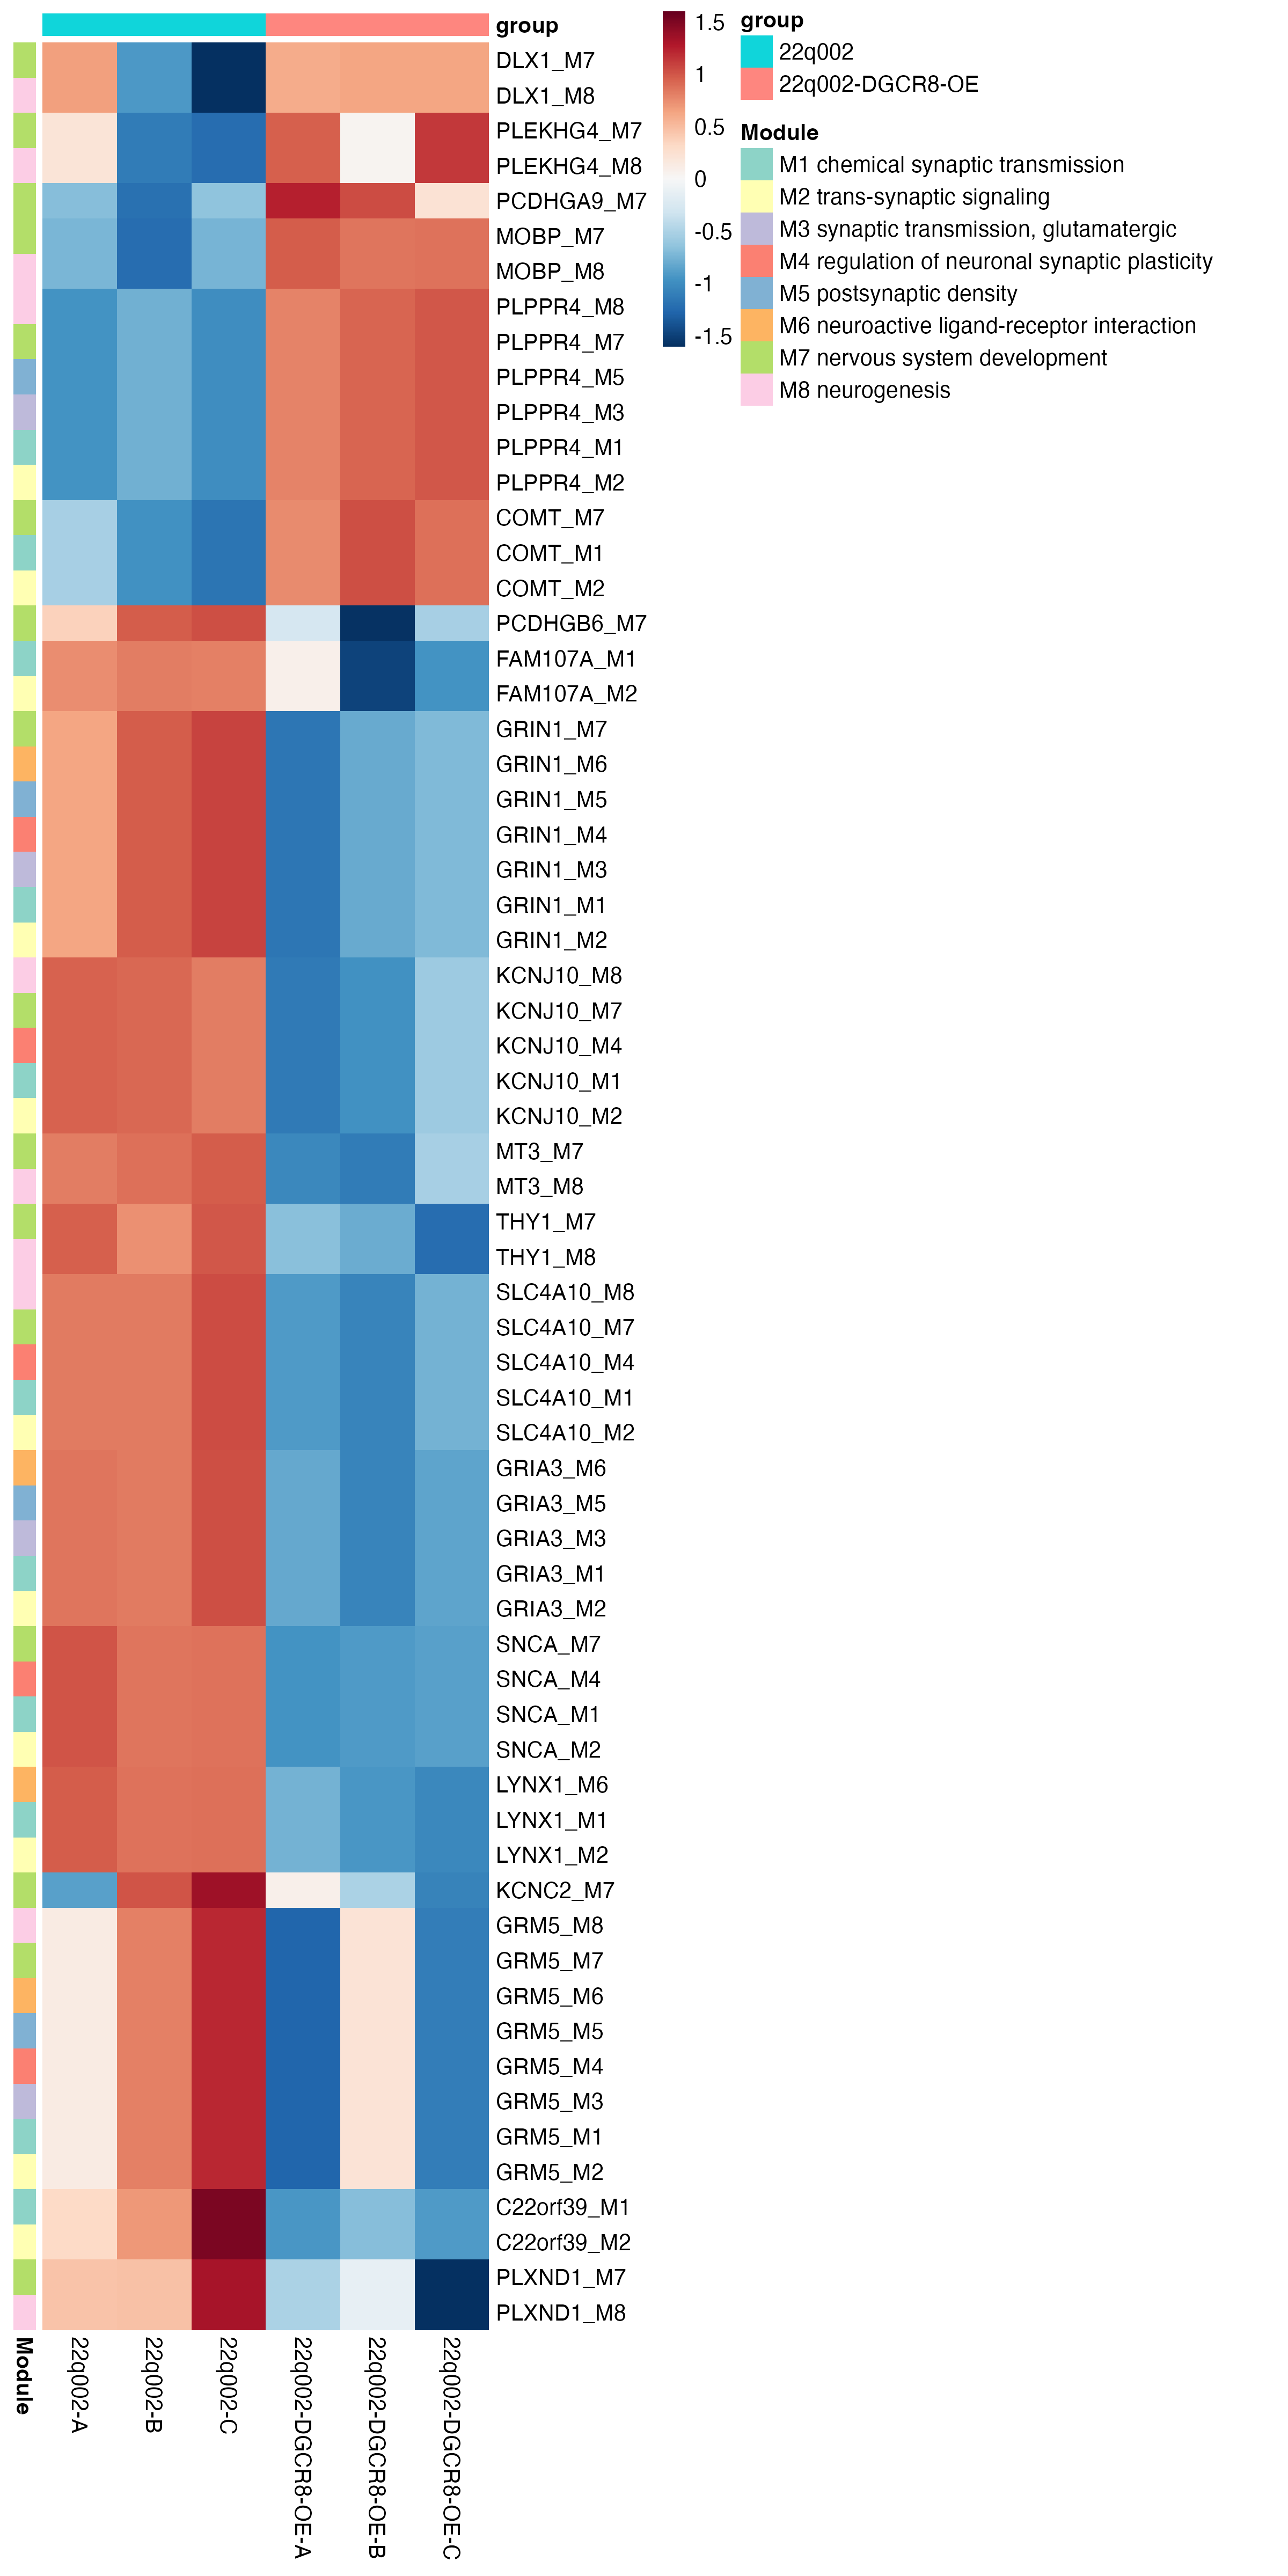 group
DLX1_M7
DLX1_M8
PLEKHG4_M7
PLEKHG4_M8
PCDHGA9_M7
MOBP_M7
MOBP_M8
PLPPR4_M8
PLPPR4_M7
PLPPR4_M5
PLPPR4_M3
PLPPR4_M1
PLPPR4_M2
COMT_M7
COMT_M1
COMT_M2
PCDHGB6_M7
FAM107A_M1
FAM107A_M2
GRIN1_M7
GRIN1_M6
GRIN1_M5
GRIN1_M4
GRIN1_M3
GRIN1_M1
GRIN1_M2
KCNJ10_M8
KCNJ10_M7
KCNJ10_M4
KCNJ10_M1
KCNJ10_M2
MT3_M7
MT3_M8
THY1_M7
THY1_M8
SLC4A10_M8
SLC4A10_M7
SLC4A10_M4
SLC4A10_M1
SLC4A10_M2
GRIA3_M6
GRIA3_M5
GRIA3_M3
GRIA3_M1
GRIA3_M2
SNCA_M7
SNCA_M4
SNCA_M1
SNCA_M2
LYNX1_M6
LYNX1_M1
LYNX1_M2
KCNC2_M7
GRM5_M8
GRM5_M7
GRM5_M6
GRM5_M5
GRM5_M4
GRM5_M3
GRM5_M1
GRM5_M2
C22orf39_M1
C22orf39_M2
PLXND1_M7
PLXND1_M8
Module
22q002-A
22q002-B
22q002-C
22q002-DGCR8-OE-A
22q002-DGCR8-OE-B
22q002-DGCR8-OE-C
1.5
1
0.5
0
-0.5
-1
-1.5
group
22q002
22q002-DGCR8-OE
Module
M1 chemical synaptic transmission
M2 trans-synaptic signaling
M3 synaptic transmission, glutamatergic
M4 regulation of neuronal synaptic plasticity
M5 postsynaptic density
M6 neuroactive ligand-receptor interaction
M7 nervous system development
M8 neurogenesis